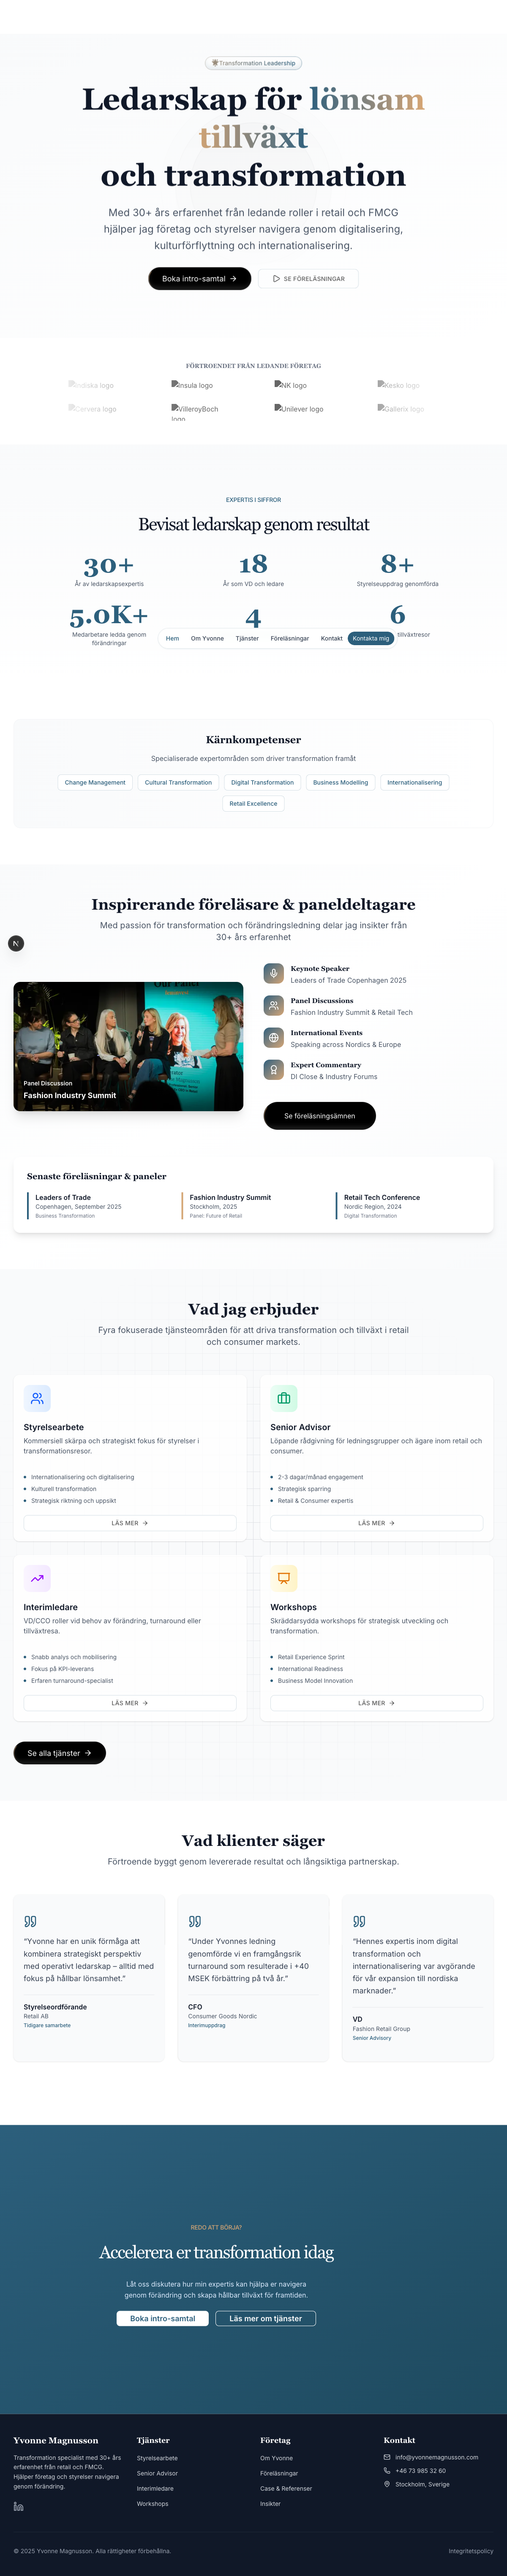 Transformation Leadership
Ledarskap för lönsam
tillväxt
och transformation
Med 30+ års erfarenhet från ledande roller i retail och FMCG
hjälper jag företag och styrelser navigera genom digitalisering,
kulturförflyttning och internationalisering.
Boka intro-samtal
SE FÖRELÄSNINGAR
FÖRTROENDET FRÅN LEDANDE FÖRETAG
Indiska logo
Insula logo
NK logo
Kesko logo
Cervera logo
VilleroyBoch
logo
Unilever logo
Galleria logo
EXPERTIS I SIFFROR
Bevisat ledarskap genom resultat
30+
År av ledarskapsexpertis
18
År som VD och ledare
8+
Styrelseuppdrag genomförda
5.0K+
Medarbetare ledda genom
förändringar
4
6
tillväxtresor
Hem
Om Yvonne
Tjänster
Föreläsningar
Kontakt
Kontakta mig
Kärnkompetenser
Specialiserade expertområden som driver transformation framåt
Change Management
Cultural Transformation
Digital Transformation
Business Modelling
Internationalisering
Retail Excellence
Inspirerande föreläsare & paneldeltagare
Med passion för transformation och förändringsledning delar jag insikter från
30+ års erfarenhet
N
Our Panel
Panel Discussion
Fashion Industry Summit
Keynote Speaker
Leaders of Trade Copenhagen 2025
Panel Discussions
Fashion Industry Summit & Retail Tech
International Events
Speaking across Nordics & Europe
Expert Commentary
DI Close & Industry Forums
Se föreläsningsämnen
Senaste föreläsningar & paneler
Leaders of Trade
Copenhagen, September 2025
Business Transformation
Fashion Industry Summit
Stockholm, 2025
Panel: Future of Retail
Retail Tech Conference
Nordic Region, 2024
Digital Transformation
Vad jag erbjuder
Fyra fokuserade tjänsteområden för att driva transformation och tillväxt i retail
och consumer markets.
Styrelsearbete
Kommersiell skärpa och strategiskt fokus för styrelser i
transformationsresor.
Internationalisering och digitalisering
Kulturell transformation
Strategisk riktning och uppsikt
LÄS MER
Senior Advisor
Löpande rådgivning för ledningsgrupper och ägare inom retail och
consumer.
2-3 dagar/månad engagement
Strategisk sparring
Retail & Consumer expertis
LÄS MER
Interimledare
VD/CCO roller vid behov av förändring, turnaround eller
tillväxtresa.
Snabb analys och mobilisering
Fokus på KPI-leverans
Erfaren turnaround-specialist
LÄS MER
Workshops
Skräddarsydda workshops för strategisk utveckling och
transformation.
Retail Experience Sprint
International Readiness
Business Model Innovation
LÄS MER
Se alla tjänster
Vad klienter säger
Förtroende byggt genom levererade resultat och långsiktiga partnerskap.
"Yvonne har en unik förmåga att
kombinera strategiskt perspektiv
med operativt ledarskap – alltid med
fokus på hållbar lönsamhet."
Styrelseordförande
Retail AB
Tidigare samarbete
"Under Yvonnes ledning
genomförde vi en framgångsrik
turnaround som resulterade i +40
MSEK förbättring på två år."
CFO
Consumer Goods Nordic
Interimuppdrag
"Hennes expertis inom digital
transformation och
internationalisering var avgörande
för vår expansion till nordiska
marknader."
VD
Fashion Retail Group
Senior Advisory
REDO ATT BÖRJA?
Accelerera er transformation idag
Låt oss diskutera hur min expertis kan hjälpa er navigera
genom förändring och skapa hållbar tillväxt för framtiden.
Boka intro-samtal
Läs mer om tjänster
Yvonne Magnusson
Transformation specialist med 30+ års
erfarenhet från retail och FMCG.
Hjälper företag och styrelser navigera
genom förändring.
Tjänster
Styrelsearbete
Senior Advisor
Interimledare
Workshops
Företag
Om Yvonne
Föreläsningar
Case & Referenser
Insikter
Kontakt
info@yvonnemagnusson.com
+46 73 985 32 60
Stockholm, Sverige
© 2025 Yvonne Magnusson. Alla rättigheter förbehållna.
Integritetspolicy